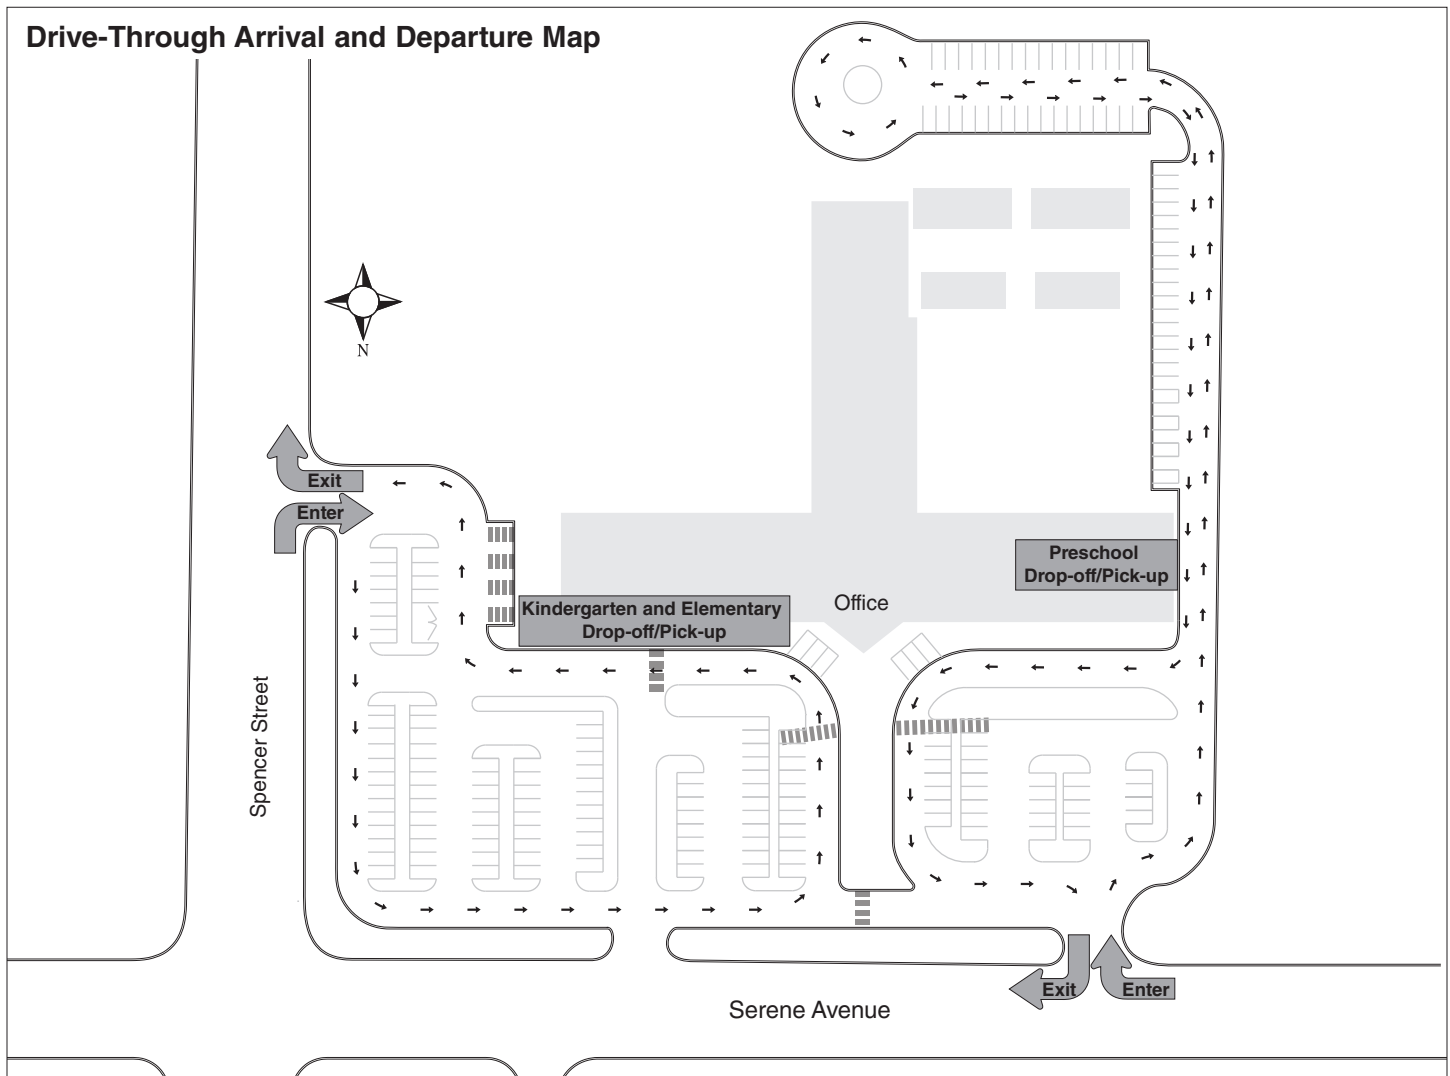 Drive-Through Arrival and Departure Map
N
Exit
Enter
Preschool
Drop-off/Pick-up
Office
Kindergarten and Elementary
Drop-off/Pick-up
Spencer Street
Exit
Enter
Serene Avenue